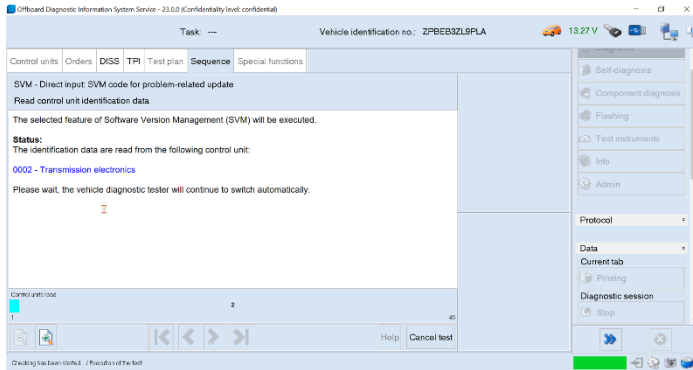 Offboard Diagnostic Information System Service - 23.0.0 (Confidentiality level: confidential)
Task: ---
Vehicle identification no.: ZPBEB3ZL9PLA
13.27 V
Control units
Orders
DISS
TPI
Test plan
Sequence
Special functions
SVM - Direct input: SVM code for problem-related update
Read control unit identification data
The selected feature of Software Version Management (SVM) will be executed.
Status:
The identification data are read from the following control unit:
0002 - Transmission electronics
Please wait, the vehicle diagnostic tester will continue to switch automatically.
Control units read
2
1
45
Help
Cancel test
Checking has been started. / Execution of the test
Diagnosis
Self-diagnosis
Component diagnosis
Flashing
Test instruments
Info
Admin
Protocol
Data
Current tab
Printing
Diagnostic session
Stop